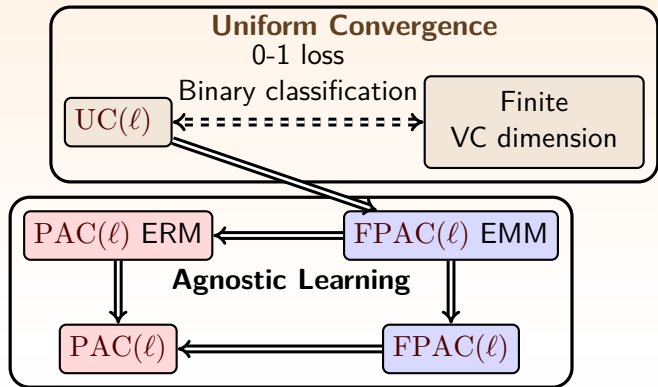 Uniform Convergence
0-1 loss
Binary classification
UC(ℓ)
Finite
VC dimension
PAC(ℓ) ERM
FPAC(ℓ) EMM
Agnostic Learning
PAC(ℓ)
FPAC(ℓ)